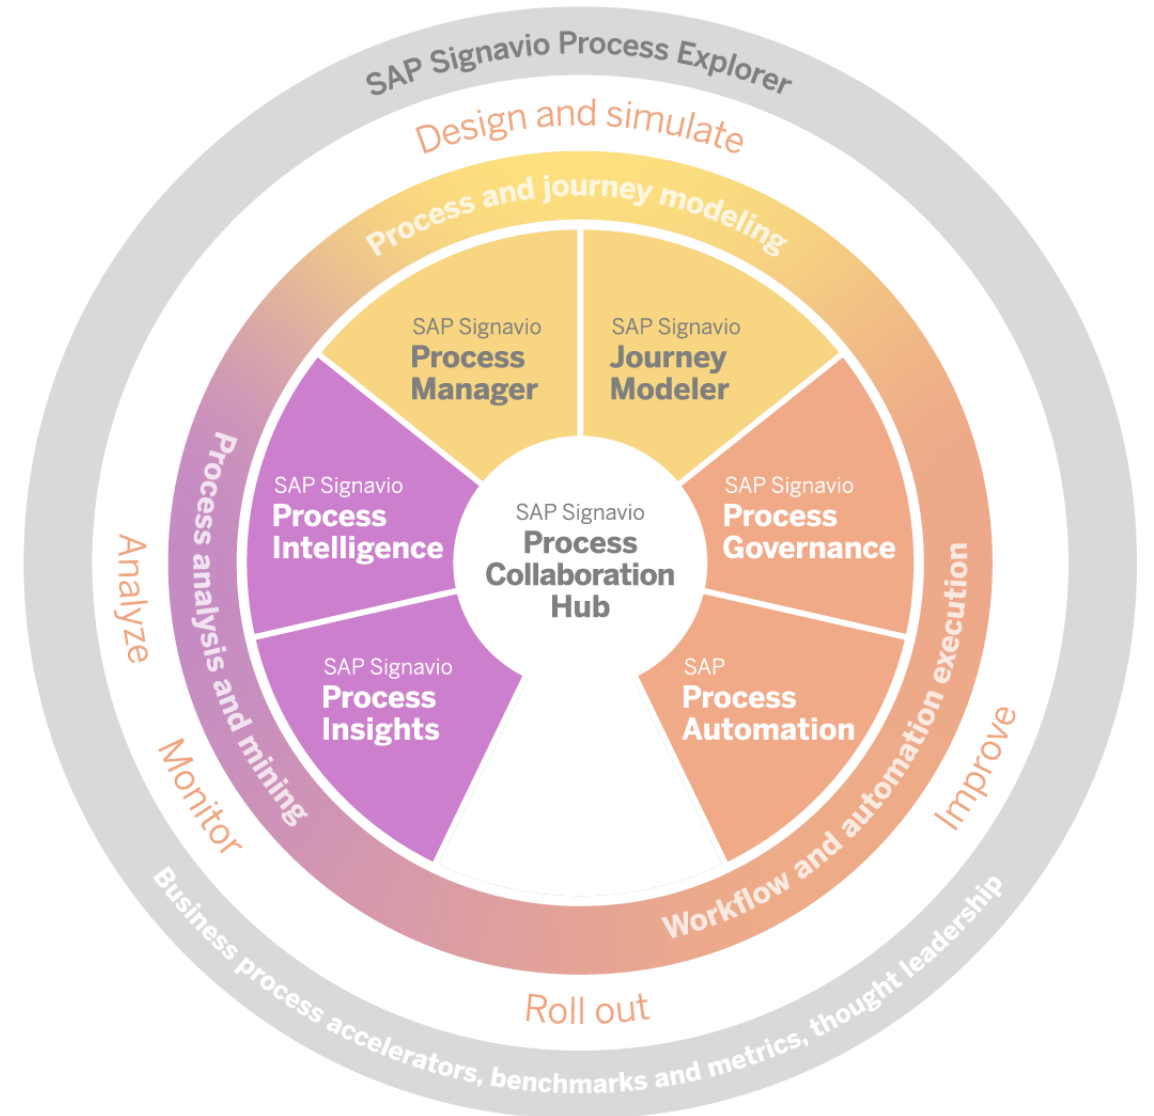 SAP Signavio Process Explorer
Design and simulate
Process and journey modeling
SAP Signavio
Process
Manager
SAP Signavio
Journey
Modeler
SAP Signavio
Process
Intelligence
SAP Signavio
Process
Governance
SAP Signavio
Process
Collaboration
Hub
SAP Signavio
Process
Insights
SAP
Process
Automation
Process analysis and mining
Workflow and automation execution
Analyze
Monitor
Improve
Roll out
Business process accelerators, benchmarks and metrics, thought leadership